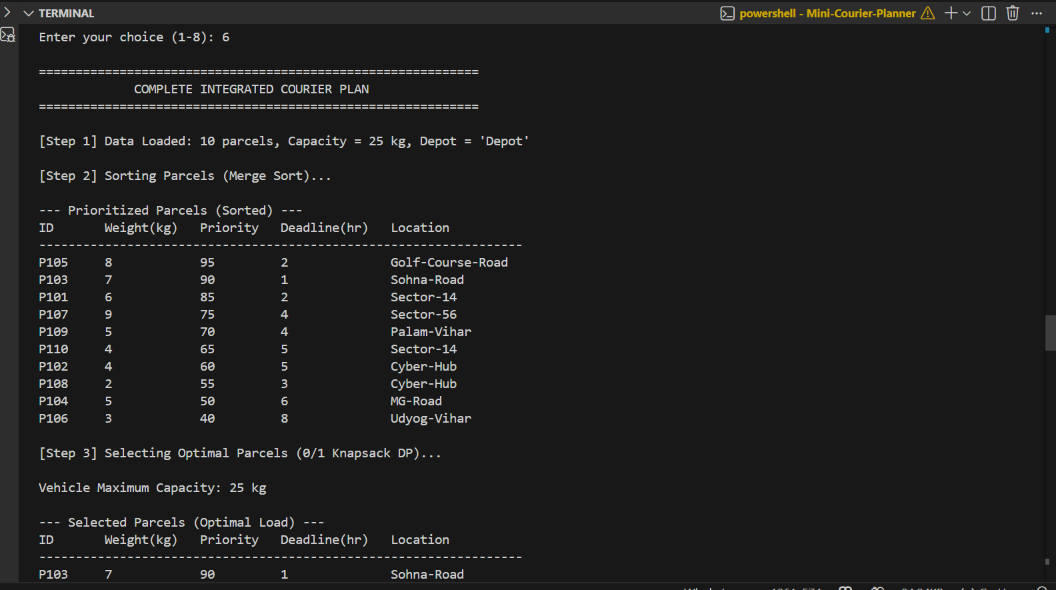 TERMINAL
powershell - Mini-Courier-Planner
Enter your choice (1-8): 6
============================================================
COMPLETE INTEGRATED COURIER PLAN
============================================================
[Step 1] Data Loaded: 10 parcels, Capacity = 25 kg, Depot = 'Depot'
[Step 2] Sorting Parcels (Merge Sort)...
--- Prioritized Parcels (Sorted) ---
ID Weight(kg) Priority Deadline(hr) Location
------------------------------------------------------------------
P105 8 95 2 Golf-Course-Road
P103 7 90 1 Sohna-Road
P101 6 85 2 Sector-14
P107 9 75 4 Sector-56
P109 5 70 4 Palam-Vihar
P110 4 65 5 Sector-14
P102 4 60 5 Cyber-Hub
P108 2 55 3 Cyber-Hub
P104 5 50 6 MG-Road
P106 3 40 8 Udyog-Vihar
[Step 3] Selecting Optimal Parcels (0/1 Knapsack DP)...
Vehicle Maximum Capacity: 25 kg
--- Selected Parcels (Optimal Load) ---
ID Weight(kg) Priority Deadline(hr) Location
------------------------------------------------------------------
P103 7 90 1 Sohna-Road